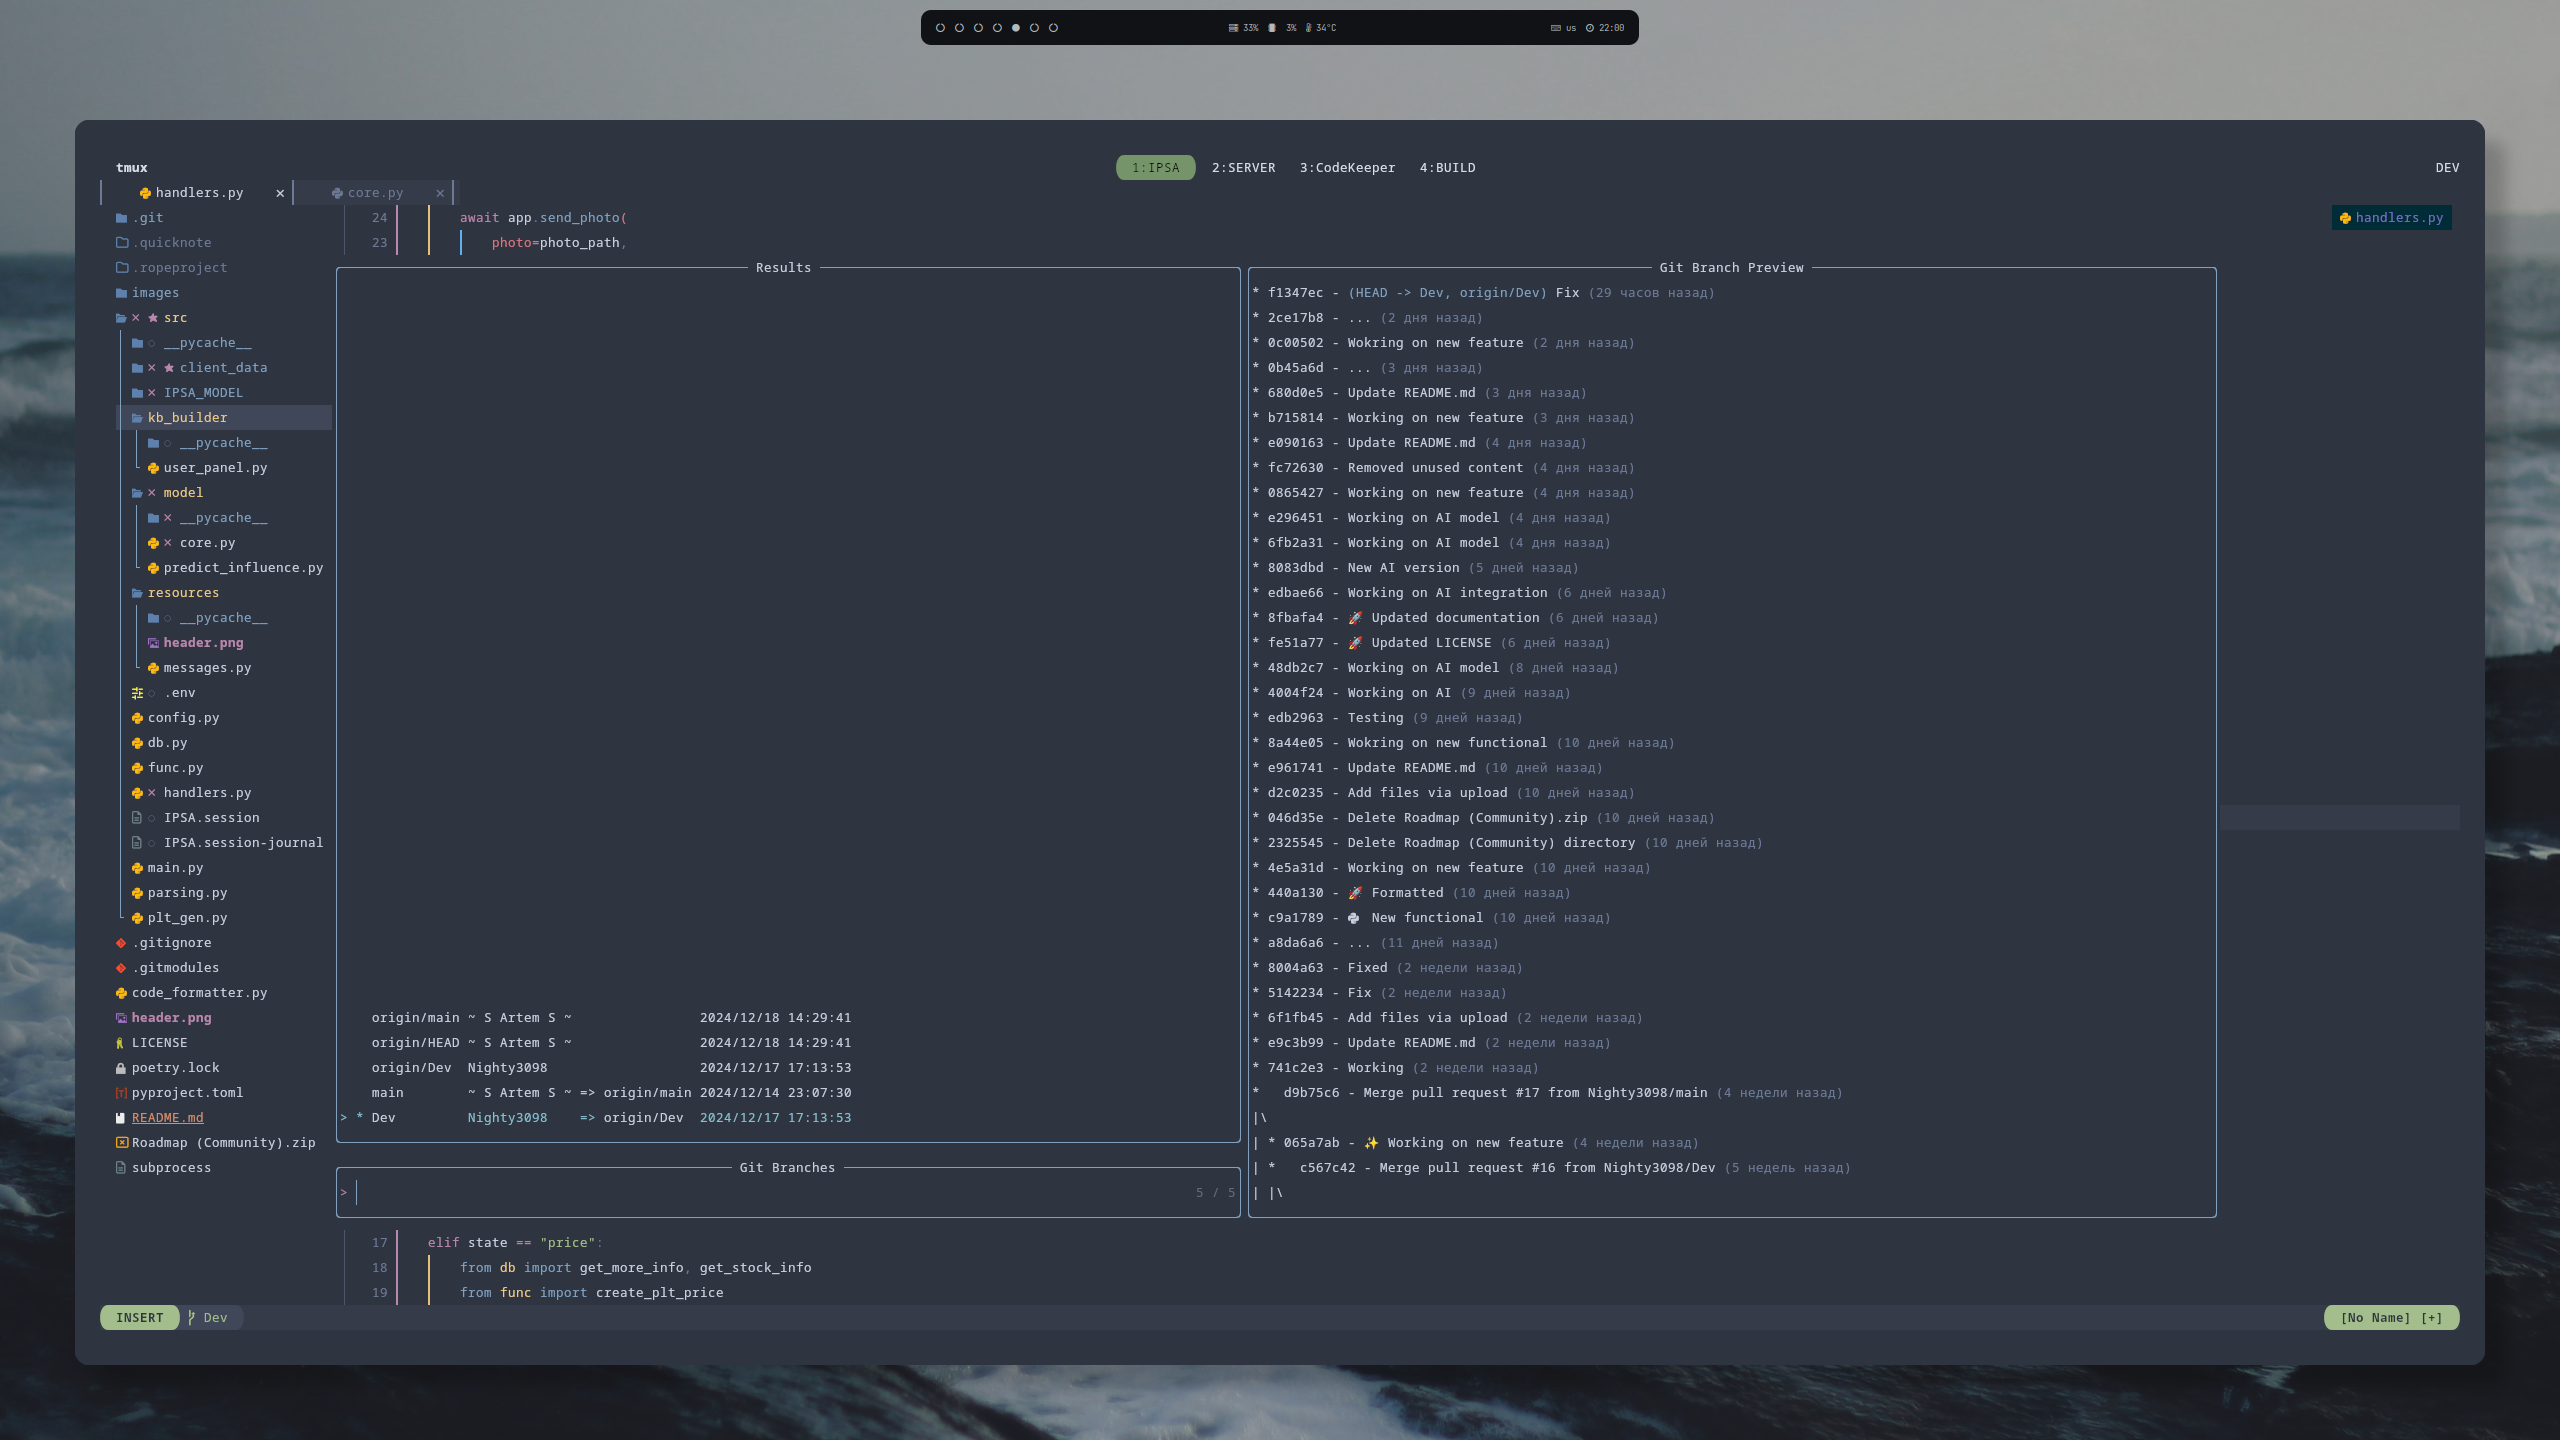 33% 3% 34°C us 22:00
tmux 1:IPSA 2:SERVER 3:CodeKeeper 4:BUILD DEV
handlers.py × core.py ×
.git
.quicknote
.ropeproject
images
src
__pycache__
client_data
IPSA_MODEL
kb_builder
__pycache__
user_panel.py
model
__pycache__
core.py
predict_influence.py
resources
__pycache__
header.png
messages.py
.env
config.py
db.py
func.py
handlers.py
IPSA.session
IPSA.session-journal
main.py
parsing.py
plt_gen.py
.gitignore
.gitmodules
code_formatter.py
header.png
LICENSE
poetry.lock
pyproject.toml
README.md
Roadmap (Community).zip
subprocess
24 await app.send_photo(
23 photo=photo_path,
handlers.py
Results
origin/main ~ S Artem S ~ 2024/12/18 14:29:41
origin/HEAD ~ S Artem S ~ 2024/12/18 14:29:41
origin/Dev Nighty3098 2024/12/17 17:13:53
main ~ S Artem S ~ => origin/main 2024/12/14 23:07:30
> * Dev Nighty3098 => origin/Dev 2024/12/17 17:13:53
Git Branches
> 5 / 5
Git Branch Preview
* f1347ec - (HEAD -> Dev, origin/Dev) Fix (29 часов назад)
* 2ce17b8 - ... (2 дня назад)
* 0c00502 - Wokring on new feature (2 дня назад)
* 0b45a6d - ... (3 дня назад)
* 680d0e5 - Update README.md (3 дня назад)
* b715814 - Working on new feature (3 дня назад)
* e090163 - Update README.md (4 дня назад)
* fc72630 - Removed unused content (4 дня назад)
* 0865427 - Working on new feature (4 дня назад)
* e296451 - Working on AI model (4 дня назад)
* 6fb2a31 - Working on AI model (4 дня назад)
* 8083dbd - New AI version (5 дней назад)
* edbae66 - Working on AI integration (6 дней назад)
* 8fbafa4 - 🚀 Updated documentation (6 дней назад)
* fe51a77 - 🚀 Updated LICENSE (6 дней назад)
* 48db2c7 - Working on AI model (8 дней назад)
* 4004f24 - Working on AI (9 дней назад)
* edb2963 - Testing (9 дней назад)
* 8a44e05 - Wokring on new functional (10 дней назад)
* e961741 - Update README.md (10 дней назад)
* d2c0235 - Add files via upload (10 дней назад)
* 046d35e - Delete Roadmap (Community).zip (10 дней назад)
* 2325545 - Delete Roadmap (Community) directory (10 дней назад)
* 4e5a31d - Working on new feature (10 дней назад)
* 440a130 - 🚀 Formatted (10 дней назад)
* c9a1789 - New functional (10 дней назад)
* a8da6a6 - ... (11 дней назад)
* 8004a63 - Fixed (2 недели назад)
* 5142234 - Fix (2 недели назад)
* 6f1fb45 - Add files via upload (2 недели назад)
* e9c3b99 - Update README.md (2 недели назад)
* 741c2e3 - Working (2 недели назад)
* d9b75c6 - Merge pull request #17 from Nighty3098/main (4 недели назад)
|\
| * 065a7ab - ✨ Working on new feature (4 недели назад)
| * c567c42 - Merge pull request #16 from Nighty3098/Dev (5 недель назад)
| |\
17 elif state == "price":
18 from db import get_more_info, get_stock_info
19 from func import create_plt_price
INSERT Dev [No Name] [+]